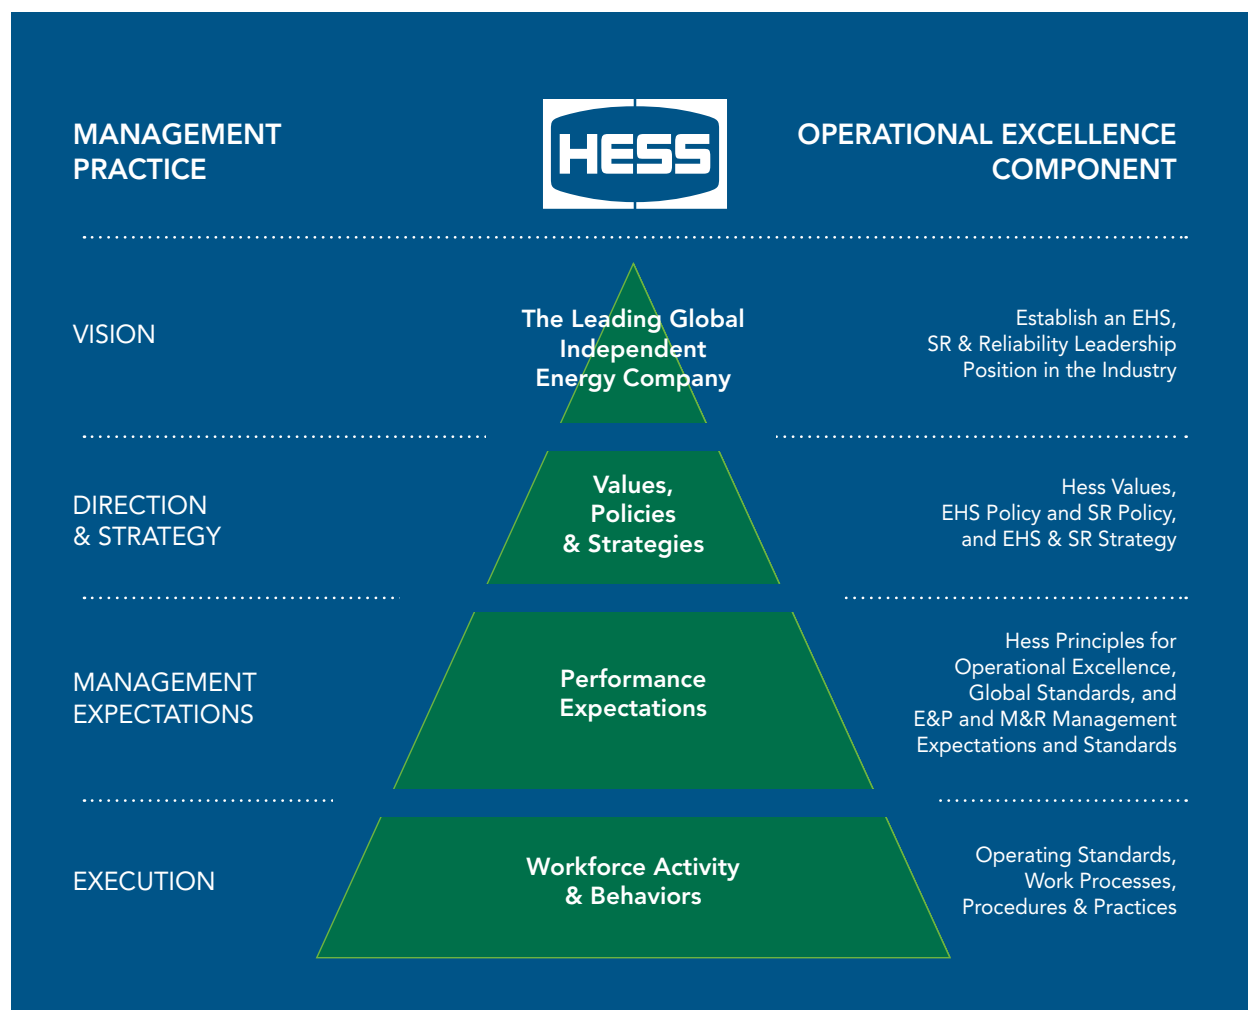 MANAGEMENT
PRACTICE
HESS
OPERATIONAL EXCELLENCE
COMPONENT
VISION
The Leading Global
Independent
Energy Company
Establish an EHS,
SR & Reliability Leadership
Position in the Industry
DIRECTION
& STRATEGY
Values,
Policies
& Strategies
Hess Values,
EHS Policy and SR Policy,
and EHS & SR Strategy
MANAGEMENT
EXPECTATIONS
Performance
Expectations
Hess Principles for
Operational Excellence,
Global Standards, and
E&P and M&R Management
Expectations and Standards
EXECUTION
Workforce Activity
& Behaviors
Operating Standards,
Work Processes,
Procedures & Practices